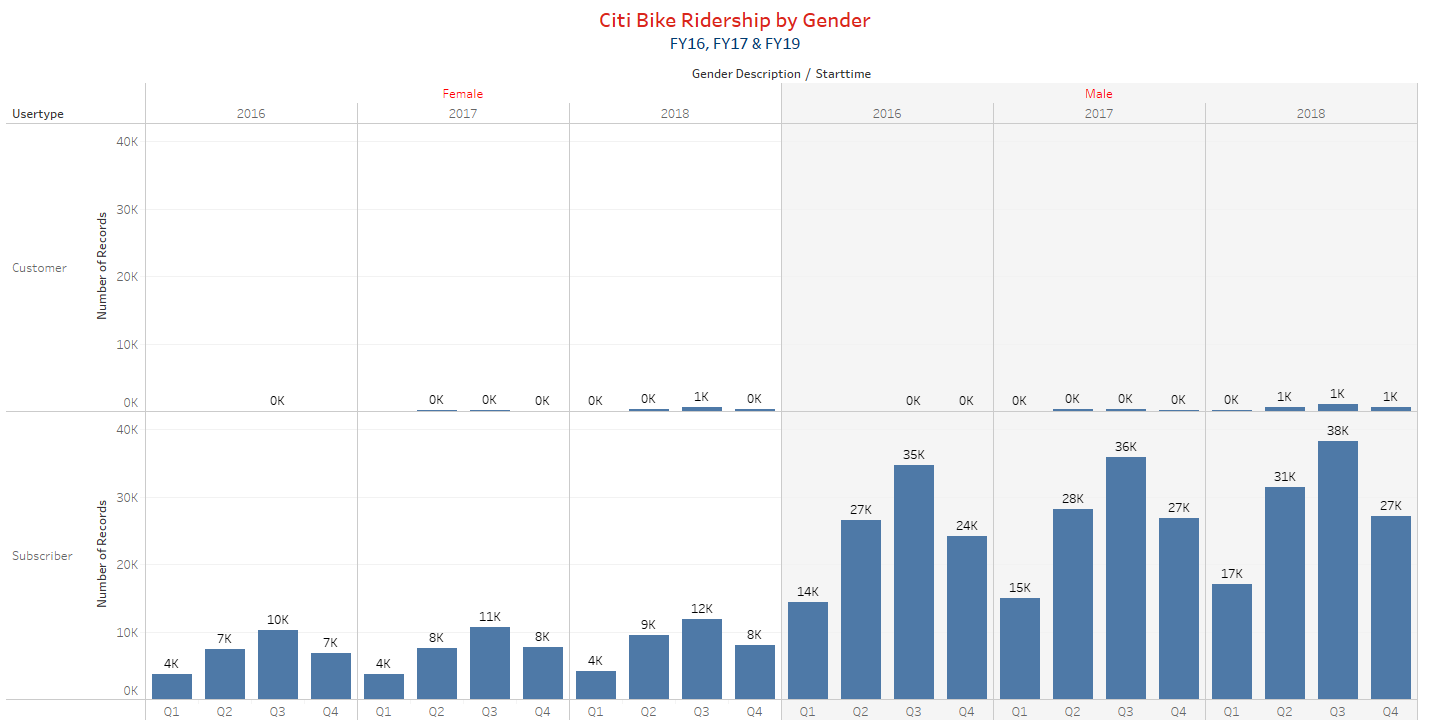 Citi Bike Ridership by Gender
FY16, FY17 & FY19
Gender Description / Starttime
Female Male
Usertype 2016 2017 2018 2016 2017 2018
Customer
Number of Records
40K
30K
20K
10K
0K
0K 0K 0K 0K 0K 0K 1K 0K 0K 0K 0K 0K 0K 0K 0K 1K 1K 1K
Subscriber
Number of Records
40K
30K
20K
10K
0K
4K 7K 10K 7K 4K 8K 11K 8K 4K 9K 12K 8K 14K 27K 35K 24K 15K 28K 36K 27K 17K 31K 38K 27K
Q1 Q2 Q3 Q4 Q1 Q2 Q3 Q4 Q1 Q2 Q3 Q4 Q1 Q2 Q3 Q4 Q1 Q2 Q3 Q4 Q1 Q2 Q3 Q4